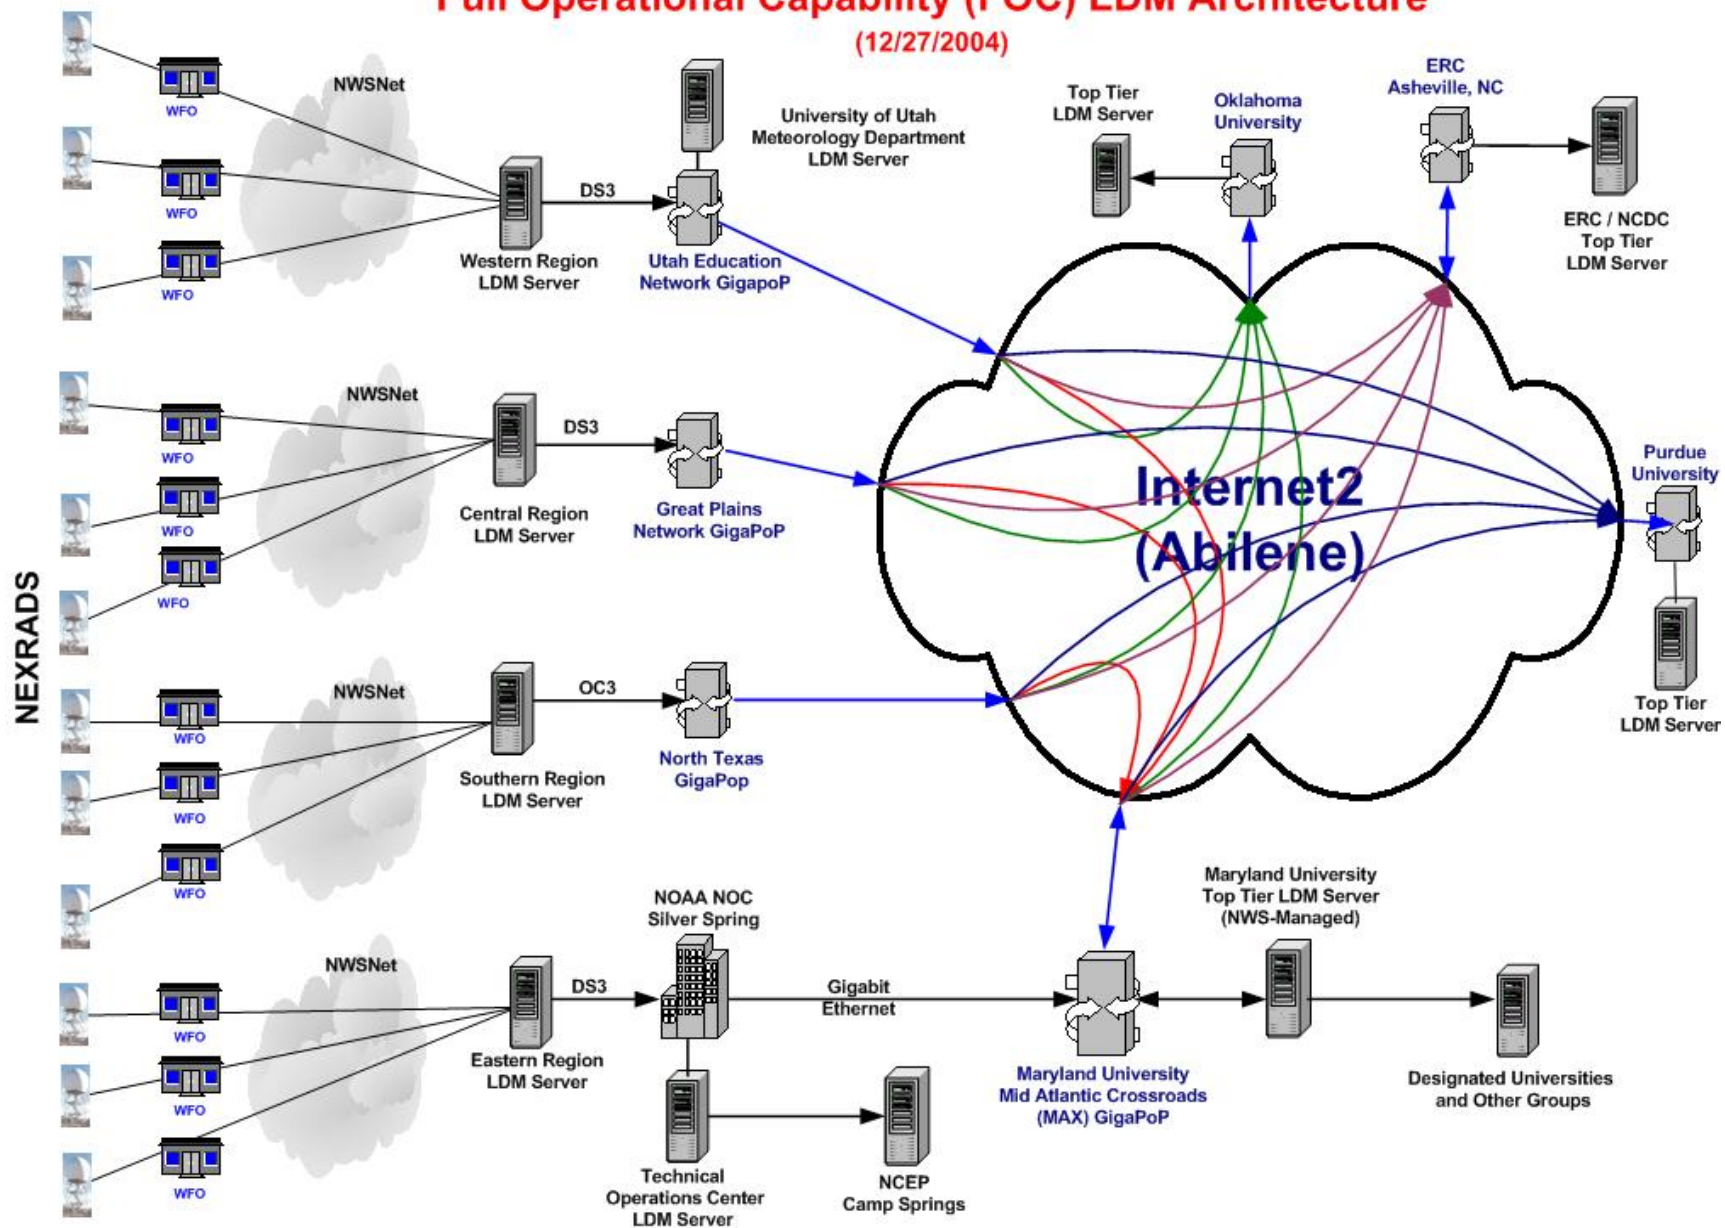 Full Operational Capability (FOC) LDM Architecture
(12/27/2004)
NEXRADS
WFO
WFO
WFO
NWSNet
Western Region
LDM Server
DS3
University of Utah
Meteorology Department
LDM Server
Utah Education
Network GigapoP
Top Tier
LDM Server
Oklahoma
University
ERC
Asheville, NC
ERC / NCDC
Top Tier
LDM Server
WFO
WFO
WFO
NWSNet
Central Region
LDM Server
DS3
Great Plains
Network GigaPoP
Internet2
(Abilene)
Purdue
University
Top Tier
LDM Server
WFO
WFO
WFO
NWSNet
Southern Region
LDM Server
OC3
North Texas
GigaPop
WFO
WFO
WFO
NWSNet
Eastern Region
LDM Server
DS3
NOAA NOC
Silver Spring
Gigabit
Ethernet
Technical
Operations Center
LDM Server
NCEP
Camp Springs
Maryland University
Mid Atlantic Crossroads
(MAX) GigaPoP
Maryland University
Top Tier LDM Server
(NWS-Managed)
Designated Universities
and Other Groups